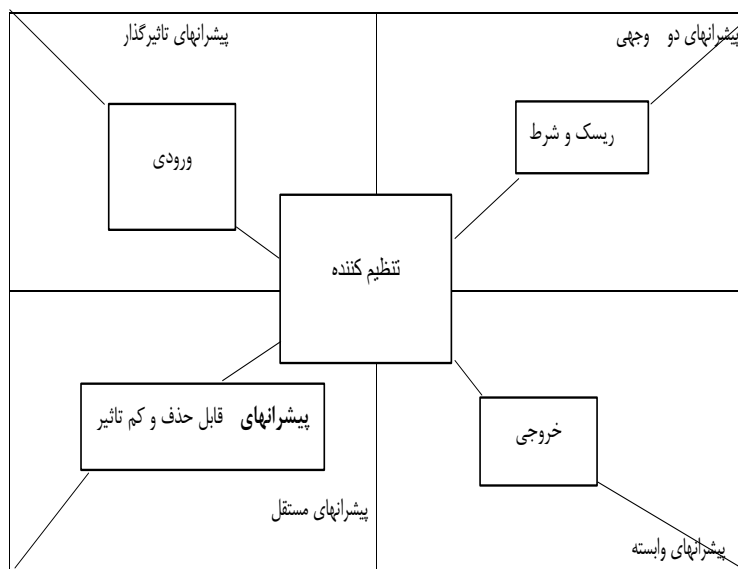 پیشرانهای دو وجهی
پیشرانهای تاثیرگذار
ریسک و شرط
ورودی
تنظیم کننده
پیشرانهای قابل حذف و کم تاثیر
خروجی
پیشرانهای مستقل
پیشرانهای وابسته